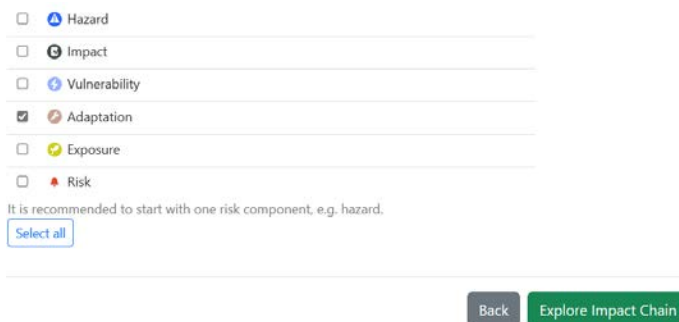 Hazard
Impact
Vulnerability
Adaptation
Exposure
Risk
It is recommended to start with one risk component, e.g. hazard.
Select all
Back
Explore Impact Chain